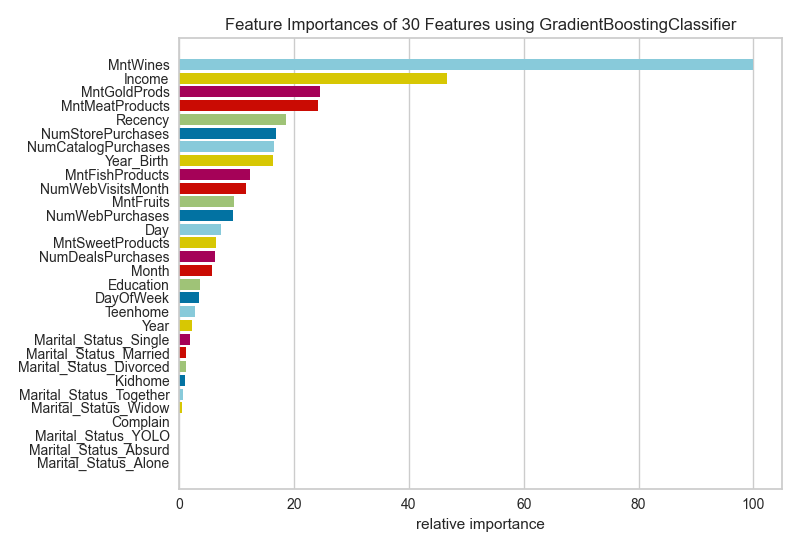 Feature Importances of 30 Features using GradientBoostingClassifier
MntWines
Income
MntGoldProds
MntMeatProducts
Recency
NumStorePurchases
NumCatalogPurchases
Year_Birth
MntFishProducts
NumWebVisitsMonth
MntFruits
NumWebPurchases
Day
MntSweetProducts
NumDealsPurchases
Month
Education
DayOfWeek
Teenhome
Year
Marital_Status_Single
Marital_Status_Married
Marital_Status_Divorced
Kidhome
Marital_Status_Together
Marital_Status_Widow
Complain
Marital_Status_YOLO
Marital_Status_Absurd
Marital_Status_Alone
0 20 40 60 80 100
relative importance